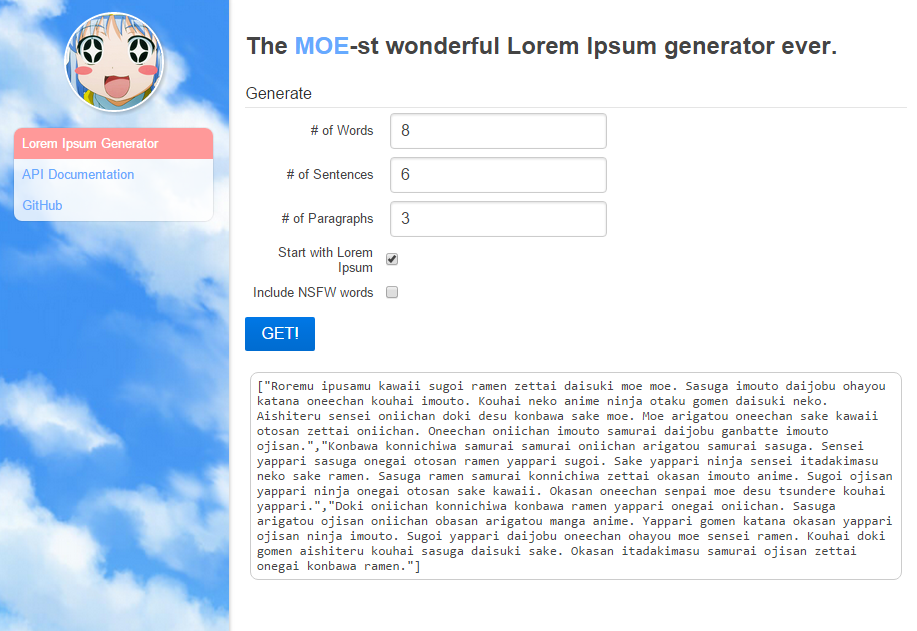 The MOE-st wonderful Lorem Ipsum generator ever.
Lorem Ipsum Generator
API Documentation
GitHub
Generate
# of Words
8
# of Sentences
6
# of Paragraphs
3
Start with Lorem
Ipsum
Include NSFW words
GET!
["Roremu ipusamu kawaii sugoi ramen zettai daisuki moe moe. Sasuga imouto daijobu ohayou
katana oneechan kouhai imouto. Kouhai neko anime ninja otaku gomen daisuki neko.
Aishiteru sensei oniichan doki desu konbawa sake moe. Moe arigatou oneechan sake kawaii
otosan zettai oniichan. Oneechan oniichan imouto samurai daijobu ganbatte imouto
ojisan.","Konbawa konnichiwa samurai samurai oniichan arigatou samurai sasuga. Sensei
yappari sasuga onegai otosan ramen yappari sugoi. Sake yappari ninja sensei itadakimasu
neko sake ramen. Sasuga ramen samurai konnichiwa zettai okasan imouto anime. Sugoi ojisan
yappari ninja onegai otosan sake kawaii. Okasan oneechan senpai moe desu tsundere kouhai
yappari.","Doki oniichan konnichiwa konbawa ramen yappari onegai oniichan. Sasuga
arigatou ojisan oniichan obasan arigatou manga anime. Yappari gomen katana okasan yappari
ojisan ninja imouto. Sugoi yappari daijobu oneechan ohayou moe sensei ramen. Kouhai doki
gomen aishiteru kouhai sasuga daisuki sake. Okasan itadakimasu samurai ojisan zettai
onegai konbawa ramen."]